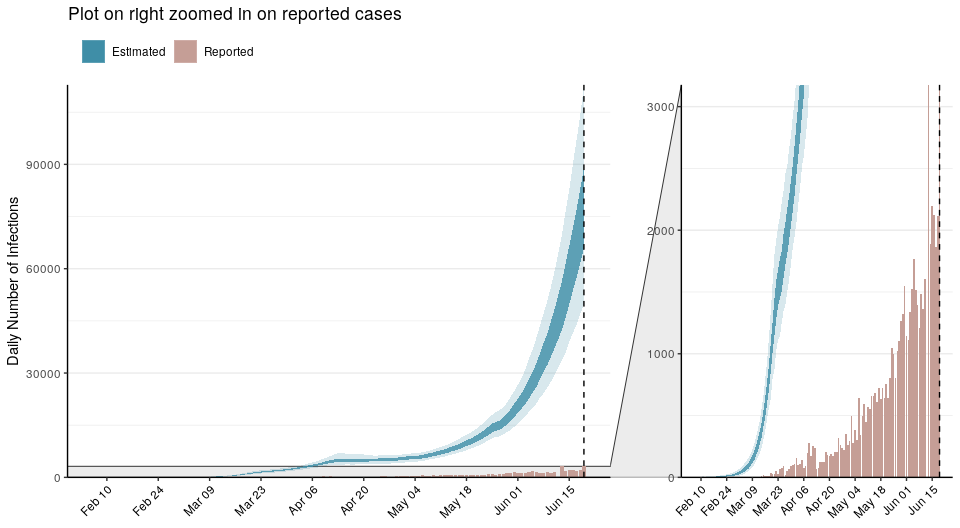 Plot on right zoomed in on reported cases
Estimated Reported
Daily Number of Infections
90000
60000
30000
0
Feb 10 Feb 24 Mar 09 Mar 23 Apr 06 Apr 20 May 04 May 18 Jun 01 Jun 15
3000
2000
1000
0
Feb 10 Feb 24 Mar 09 Mar 23 Apr 06 Apr 20 May 04 May 18 Jun 01 Jun 15